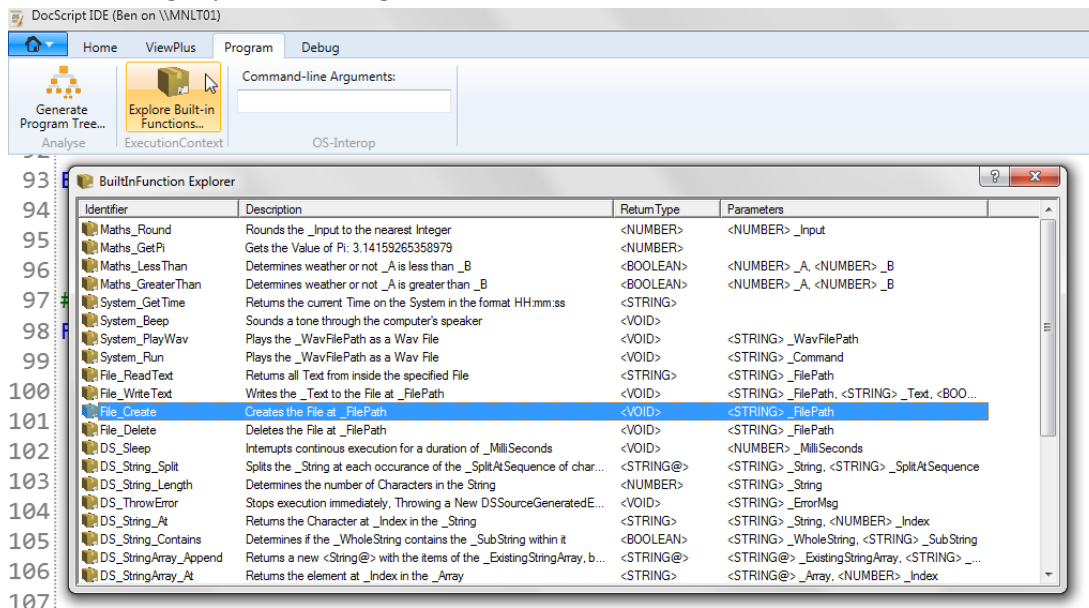 DocScript IDE (Ben on \\MNLT01)
Home ViewPlus Program Debug
Generate Program Tree...
Analyse
Explore Built-in Functions...
ExecutionContext
Command-line Arguments:
OS-Interop
93
94
95
96
97 #
98 F
99
100
101
102
103
104
105
106
107
BuiltInFunction Explorer
Identifier Description ReturnType Parameters
Maths_Round Rounds the _Input to the nearest Integer <NUMBER> <NUMBER> _Input
Maths_GetPi Gets the Value of Pi: 3.14159265358979 <NUMBER>
Maths_LessThan Determines weather or not _A is less than _B <BOOLEAN> <NUMBER> _A, <NUMBER> _B
Maths_GreaterThan Determines weather or not _A is greater than _B <BOOLEAN> <NUMBER> _A, <NUMBER> _B
System_GetTime Returns the current Time on the System in the format HH:mm:ss <STRING>
System_Beep Sounds a tone through the computer's speaker <VOID>
System_PlayWav Plays the _WavFilePath as a Wav File <VOID> <STRING> _WavFilePath
System_Run Plays the _WavFilePath as a Wav File <VOID> <STRING> _Command
File_ReadText Returns all Text from inside the specified File <STRING> <STRING> _FilePath
File_WriteText Writes the _Text to the File at _FilePath <VOID> <STRING> _FilePath, <STRING> _Text, <BOO...
File_Create Creates the File at _FilePath <VOID> <STRING> _FilePath
File_Delete Deletes the File at _FilePath <VOID> <STRING> _FilePath
DS_Sleep Interrupts continous execution for a duration of _MilliSeconds <VOID> <NUMBER> _MilliSeconds
DS_String_Split Splits the _String at each occurance of the _SplitAtSequence of char... <STRING@> <STRING> _String, <STRING> _SplitAtSequence
DS_String_Length Determines the number of Characters in the String <NUMBER> <STRING> _String
DS_ThrowError Stops execution immediately, Throwing a New DSSourceGeneratedE... <VOID> <STRING> _ErrorMsg
DS_String_At Returns the Character at _Index in the _String <STRING> <STRING> _String, <NUMBER> _Index
DS_String_Contains Determines if the _WholeString contains the _SubString within it <BOOLEAN> <STRING> _WholeString, <STRING> _SubString
DS_StringArray_Append Returns a new <String@> with the items of the _ExistingStringArray, b... <STRING@> <STRING@> _ExistingStringArray, <STRING> _...
DS_StringArray_At Returns the element at _Index in the _Array <STRING> <STRING@> _Array, <NUMBER> _Index